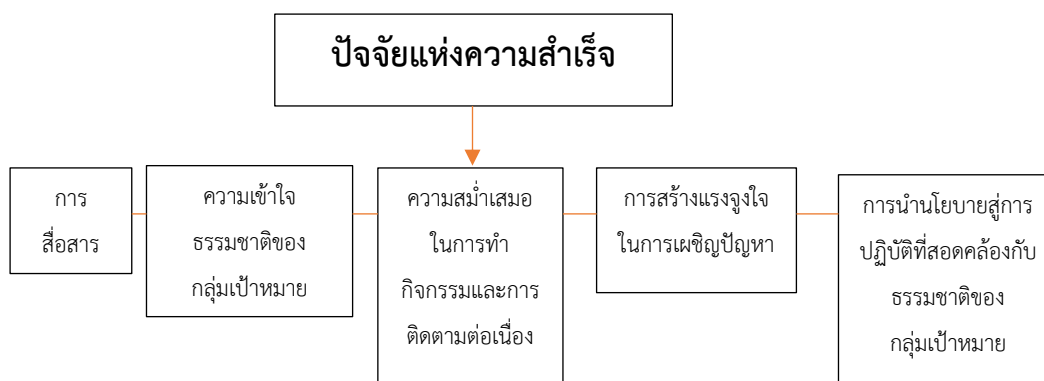 ปัจจัยแห่งความสำเร็จ
การ
สื่อสาร
ความเข้าใจ
ธรรมชาติของ
กลุ่มเป้าหมาย
ความสม่ำเสมอ
ในการทำ
กิจกรรมและการ
ติดตามต่อเนื่อง
การสร้างแรงจูงใจ
ในการเผชิญปัญหา
การนำนโยบายสู่การ
ปฏิบัติที่สอดคล้องกับ
ธรรมชาติของ
กลุ่มเป้าหมาย